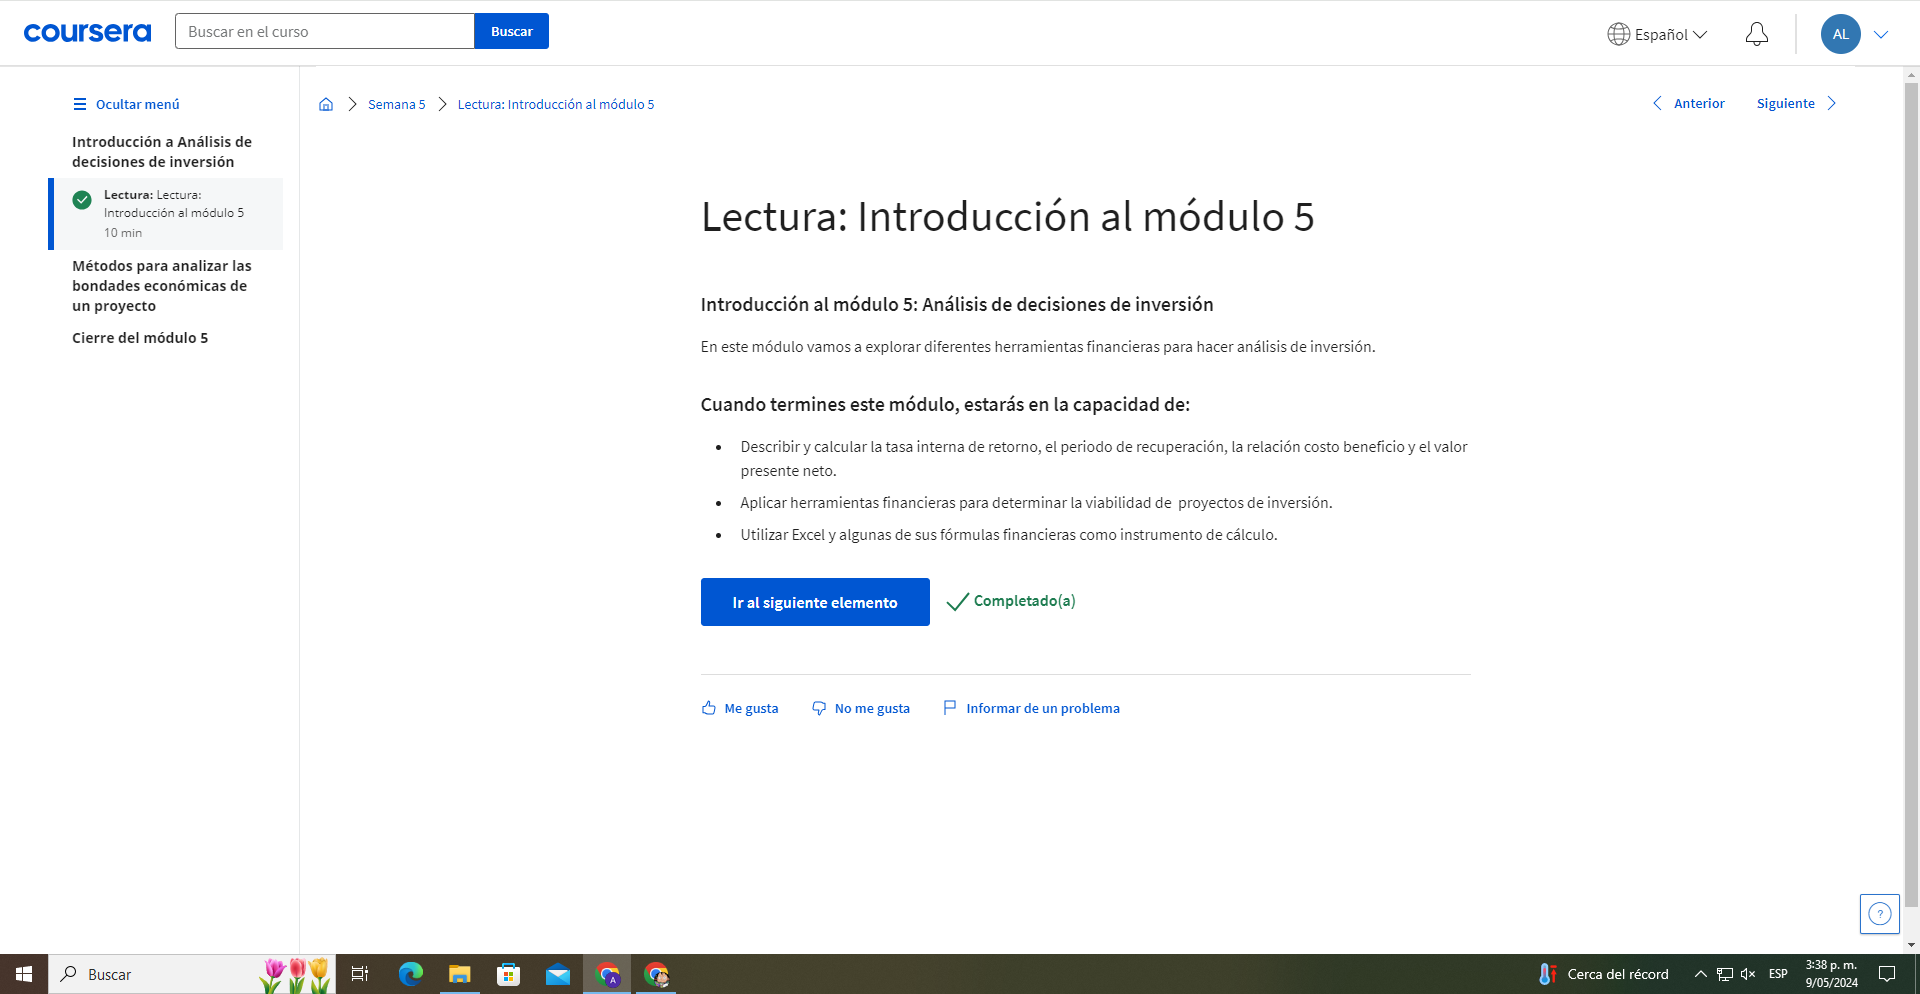 coursera
Buscar en el curso
Buscar
Español
AL
Ocultar menú
Introducción a Análisis de
decisiones de inversión
Lectura: Lectura:
Introducción al módulo 5
10 min
Métodos para analizar las
bondades económicas de
un proyecto
Cierre del módulo 5
Semana 5
Lectura: Introducción al módulo 5
Anterior
Siguiente
Lectura: Introducción al módulo 5
Introducción al módulo 5: Análisis de decisiones de inversión
En este módulo vamos a explorar diferentes herramientas financieras para hacer análisis de inversión.
Cuando termines este módulo, estarás en la capacidad de:
• Describir y calcular la tasa interna de retorno, el periodo de recuperación, la relación costo beneficio y el valor
presente neto.
• Aplicar herramientas financieras para determinar la viabilidad de proyectos de inversión.
• Utilizar Excel y algunas de sus fórmulas financieras como instrumento de cálculo.
Ir al siguiente elemento
Completado(a)
Me gusta
No me gusta
Informar de un problema
?
Buscar
A
Cerca del récord
ESP
3:38 p. m.
9/05/2024